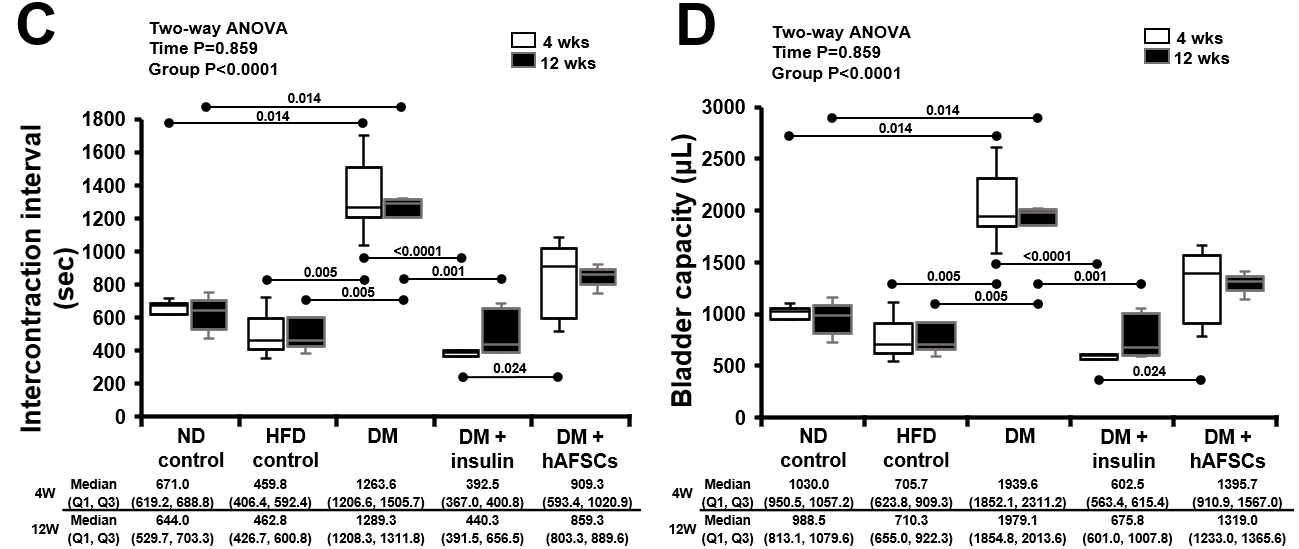 C
Two-way ANOVA
Time P=0.859
Group P<0.0001
4 wks
12 wks
Intercontraction interval
(sec)
1800
1600
1400
1200
1000
800
600
400
200
0
0.014
0.014
<0.0001
0.005
0.001
0.005
0.024
ND
control
HFD
control
DM
DM +
insulin
DM +
hAFSCs
4W
Median 671.0 459.8 1263.6 392.5 909.3
(Q1, Q3) (619.2, 688.8) (406.4, 592.4) (1206.6, 1505.7) (367.0, 400.8) (593.4, 1020.9)
12W
Median 644.0 462.8 1289.3 440.3 859.3
(Q1, Q3) (529.7, 703.3) (426.7, 600.8) (1208.3, 1311.8) (391.5, 656.5) (803.3, 889.6)
D
Two-way ANOVA
Time P=0.859
Group P<0.0001
4 wks
12 wks
Bladder capacity (µL)
3000
2500
2000
1500
1000
500
0
0.014
0.014
<0.0001
0.005
0.001
0.005
0.024
ND
control
HFD
control
DM
DM +
insulin
DM +
hAFSCs
4W
Median 1030.0 705.7 1939.6 602.5 1395.7
(Q1, Q3) (950.5, 1057.2) (623.8, 909.3) (1852.1, 2311.2) (563.4, 615.4) (910.9, 1567.0)
12W
Median 988.5 710.3 1979.1 675.8 1319.0
(Q1, Q3) (813.1, 1079.6) (655.0, 922.3) (1854.8, 2013.6) (601.0, 1007.8) (1233.0, 1365.6)